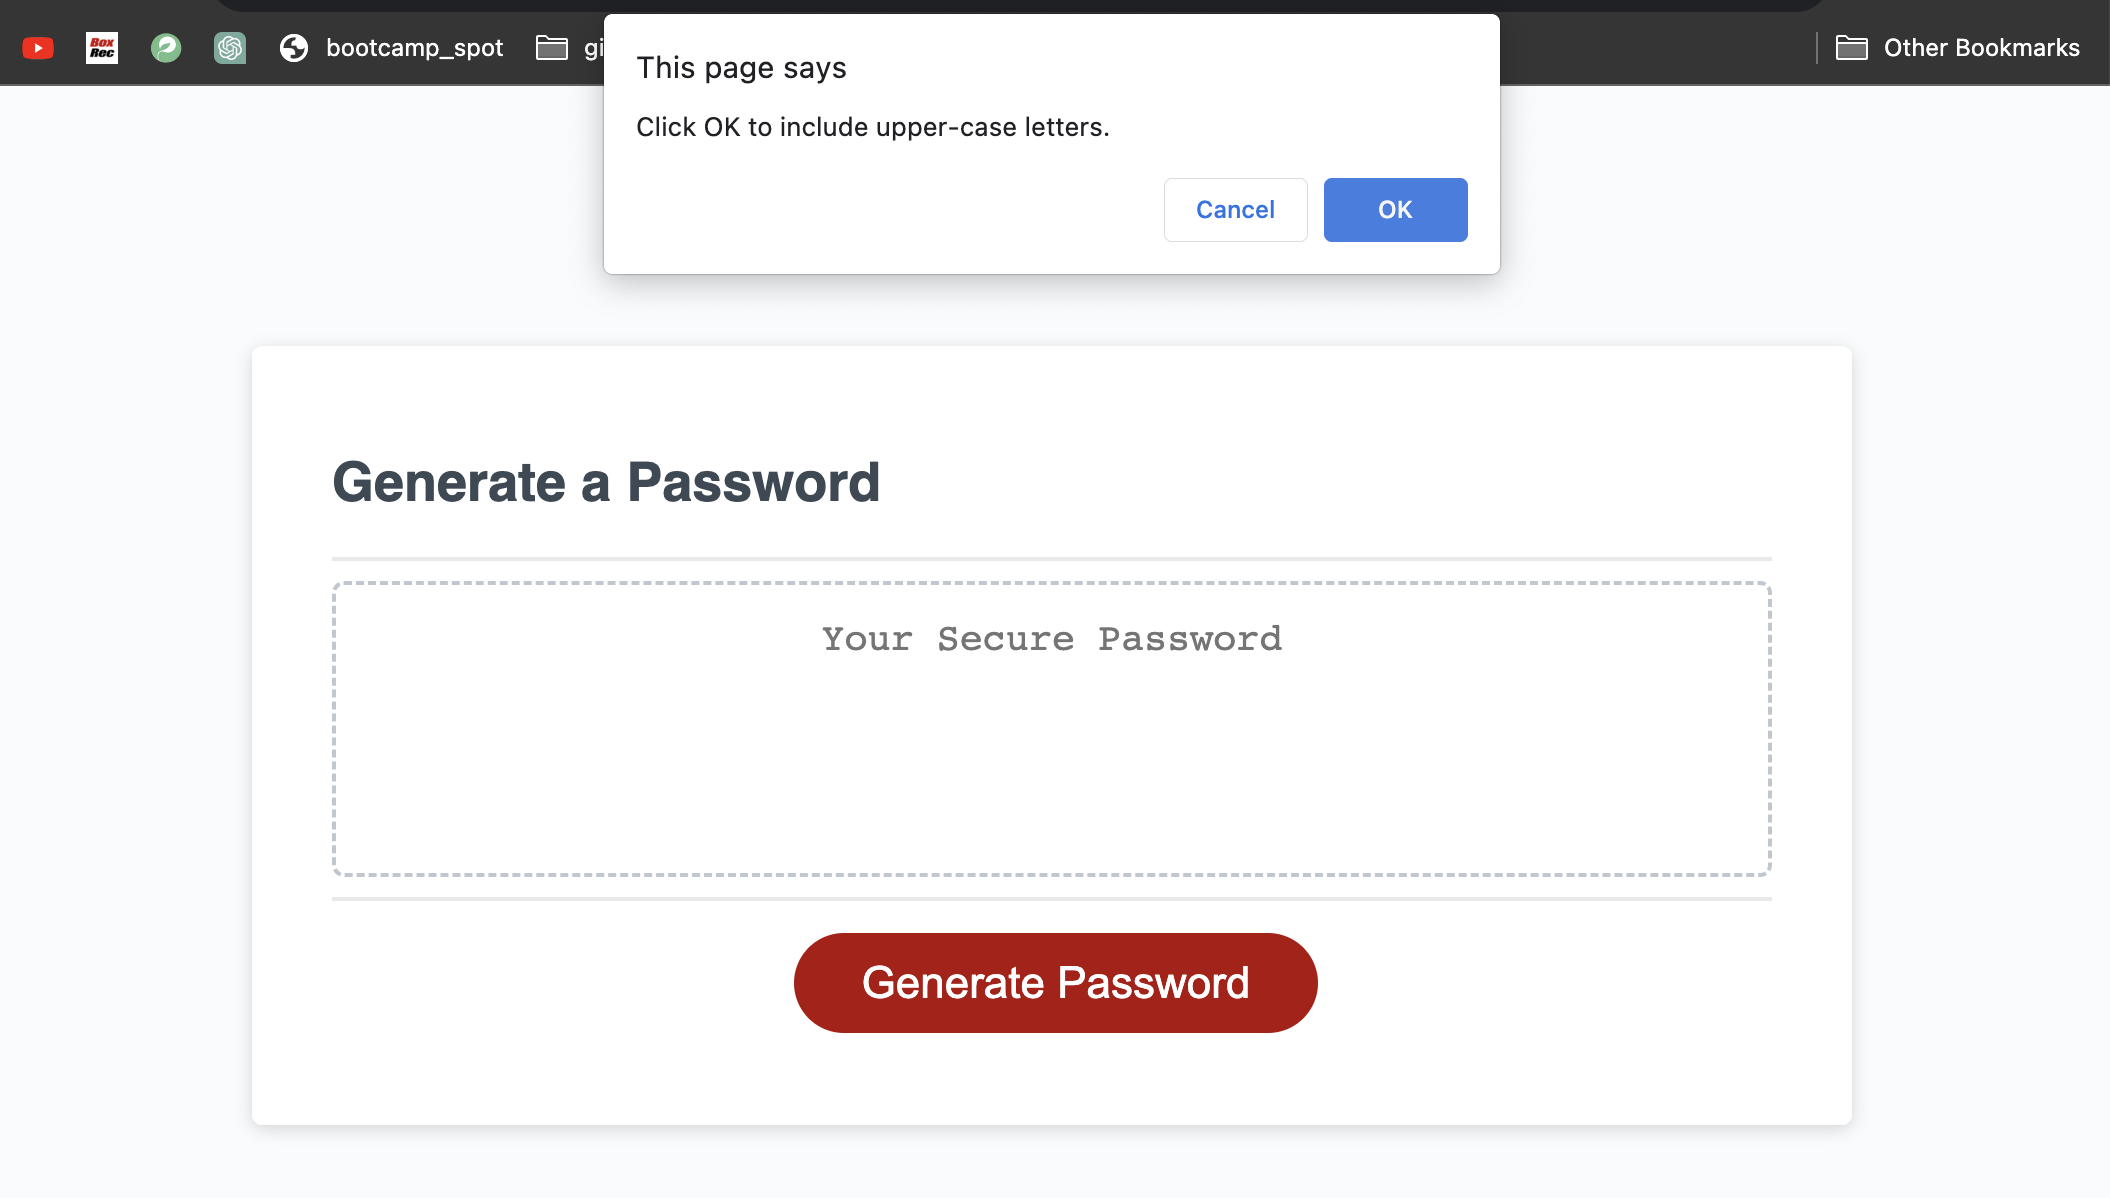 Box
Rec
bootcamp_spot
gi
Other Bookmarks
This page says
Click OK to include upper-case letters.
Cancel
OK
Generate a Password
Your Secure Password
Generate Password